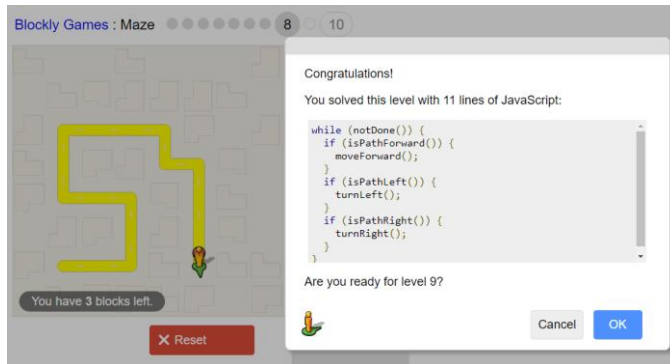 Blockly Games : Maze 8 10
Congratulations!
You solved this level with 11 lines of JavaScript:
while (notDone()) {
  if (isPathForward()) {
    moveForward();
  }
  if (isPathLeft()) {
    turnLeft();
  }
  if (isPathRight()) {
    turnRight();
  }
}
Are you ready for level 9?
You have 3 blocks left.
Cancel OK
Reset